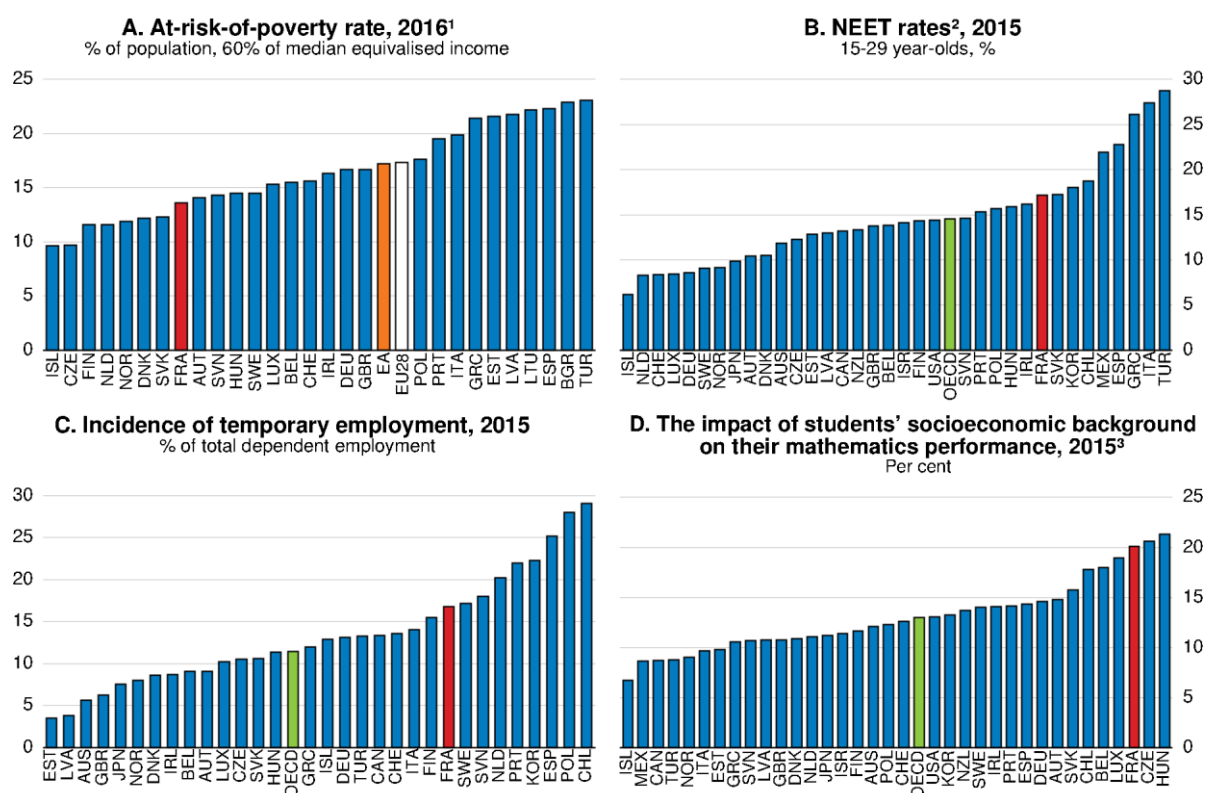 A. At-risk-of-poverty rate, 2016¹
% of population, 60% of median equivalised income
25
20
15
10
5
0
ISL CZE FIN NLD NOR DNK SVK FRA AUT SVN HUN SWE LUX BEL CHE IRL DEU GBR EA EU28 POL PRT ITA GRC EST LVA LTU ESP BGR TUR
B. NEET rates², 2015
15-29 year-olds, %
30
25
20
15
10
5
0
ISL NLD CHE LUX DEU SWE NOR JPN AUT DNK AUS CZE EST LVA CAN NZL GBR BEL ISR FIN USA OECD SVN PRT POL HUN IRL FRA SVK KOR CHL MEX ESP GRC ITA TUR
C. Incidence of temporary employment, 2015
% of total dependent employment
30
25
20
15
10
5
0
EST LVA AUS GBR JPN NOR DNK IRL BEL AUT LUX CZE SVK HUN OECD GRC ISL DEU TUR CAN CHE ITA FIN FRA SWE SVN NLD PRT KOR ESP POL CHL
D. The impact of students' socioeconomic background
on their mathematics performance, 2015³
Per cent
25
20
15
10
5
0
ISL MEX CAN TUR NOR ITA EST GRC SVN LVA GBR DNK NLD JPN ISR FIN AUS POL CHE OECD USA KOR NZL SWE IRL PRT ESP DEU AUT SVK CHL BEL LUX FRA CZE HUN